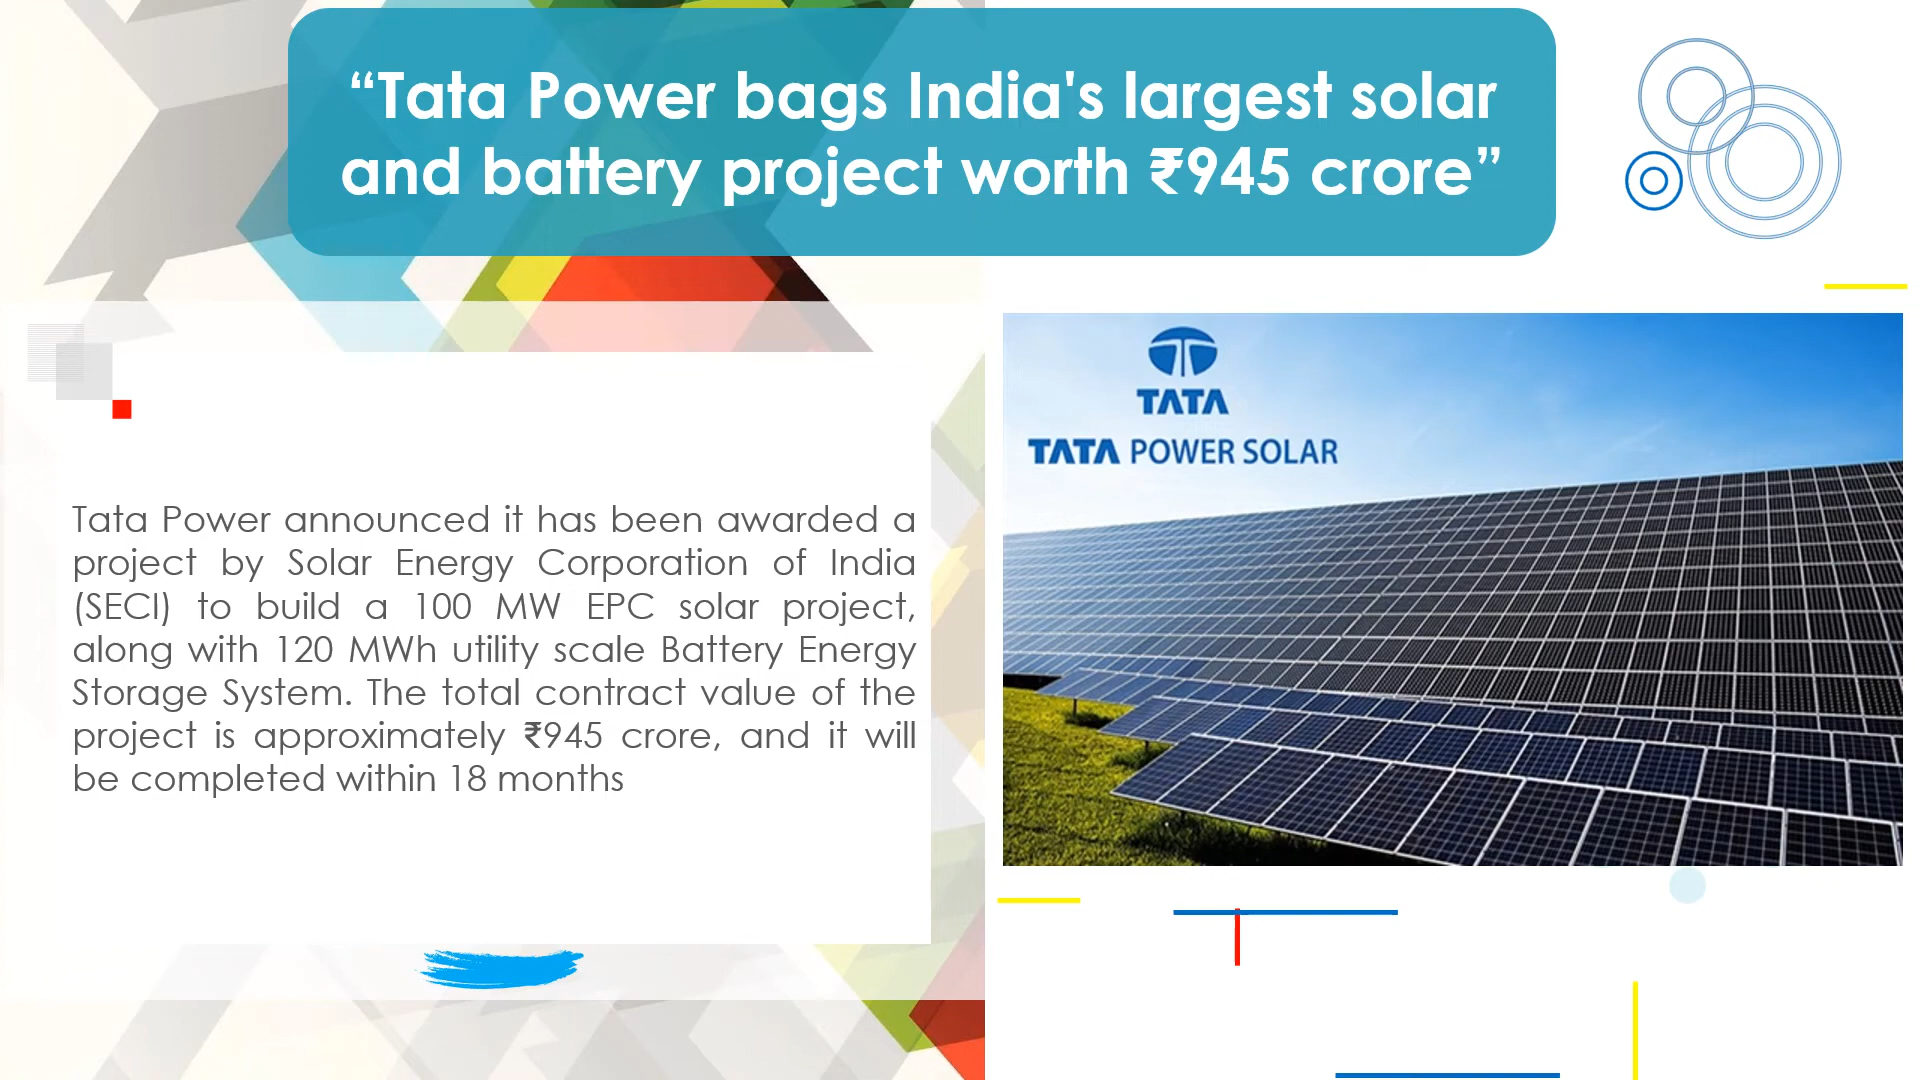 “Tata Power bags India's largest solar
and battery project worth ₹945 crore”
TATA
TATA POWER SOLAR
Tata Power announced it has been awarded a
project by Solar Energy Corporation of India
(SECI) to build a 100 MW EPC solar project,
along with 120 MWh utility scale Battery Energy
Storage System. The total contract value of the
project is approximately ₹945 crore, and it will
be completed within 18 months